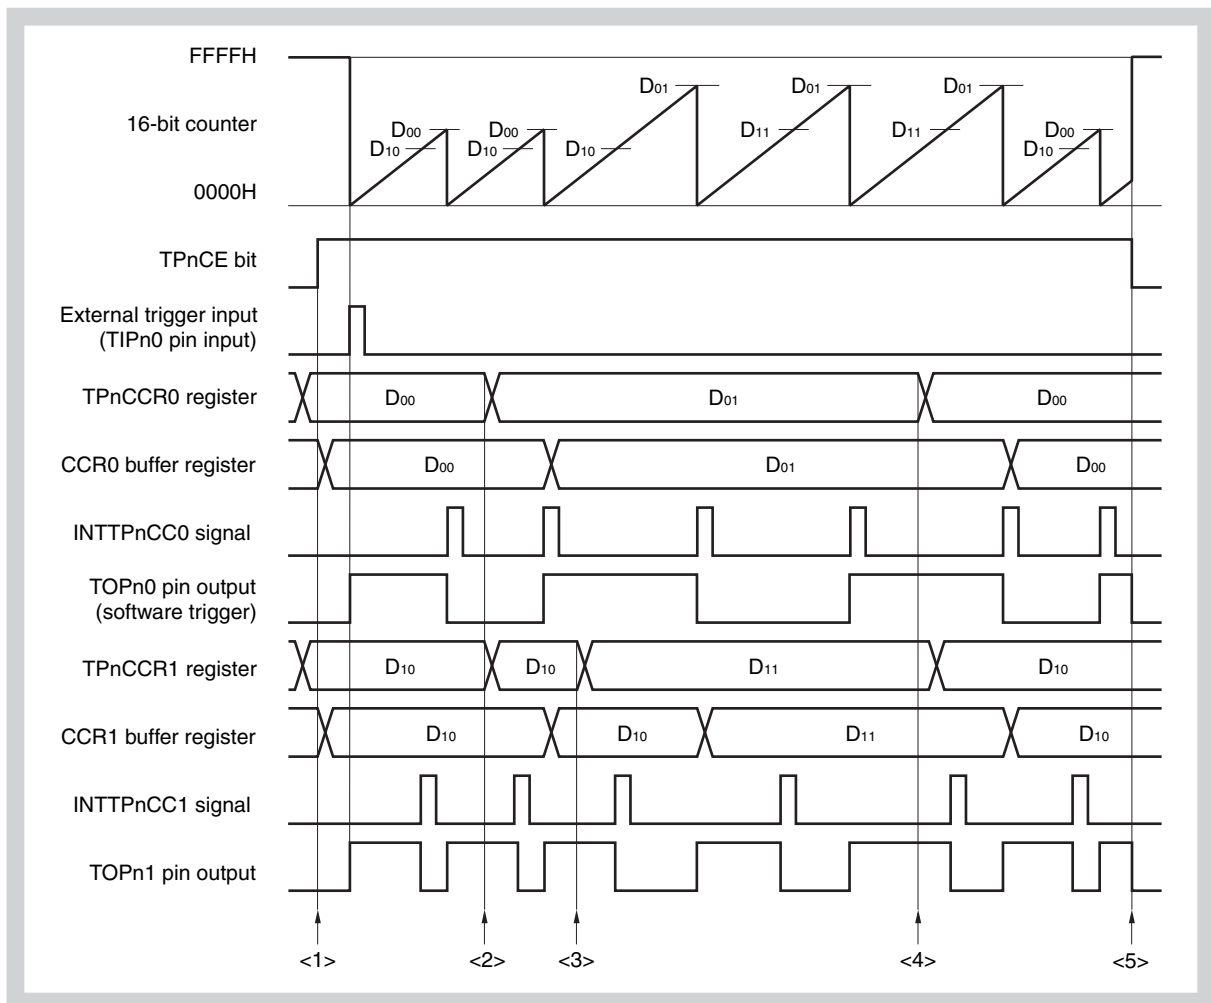 FFFFH
D01 D01 D01
16-bit counter
D00 D00 D11 D11 D00
D10 D10 D10 D10
0000H
TPnCE bit
External trigger input
(TIPn0 pin input)
TPnCCR0 register D00 D01 D00
CCR0 buffer register D00 D01 D00
INTTPnCC0 signal
TOPn0 pin output
(software trigger)
TPnCCR1 register D10 D10 D11 D10
CCR1 buffer register D10 D10 D11 D10
INTTPnCC1 signal
TOPn1 pin output
<1> <2> <3> <4> <5>